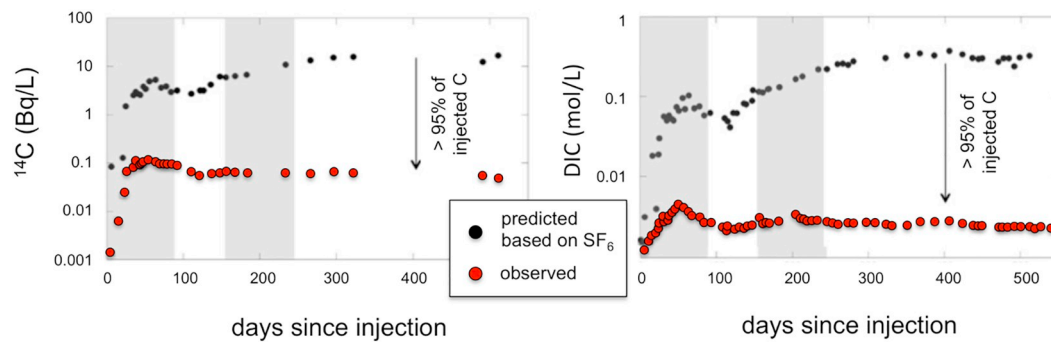 100
10
1
0.1
0.01
0.001
¹⁴C (Bq/L)
> 95% of
injected C
0 100 200 300 400 500
days since injection
predicted
based on SF₆
observed
1
0.1
0.01
DIC (mol/L)
> 95% of
injected C
0 100 200 300 400 500
days since injection